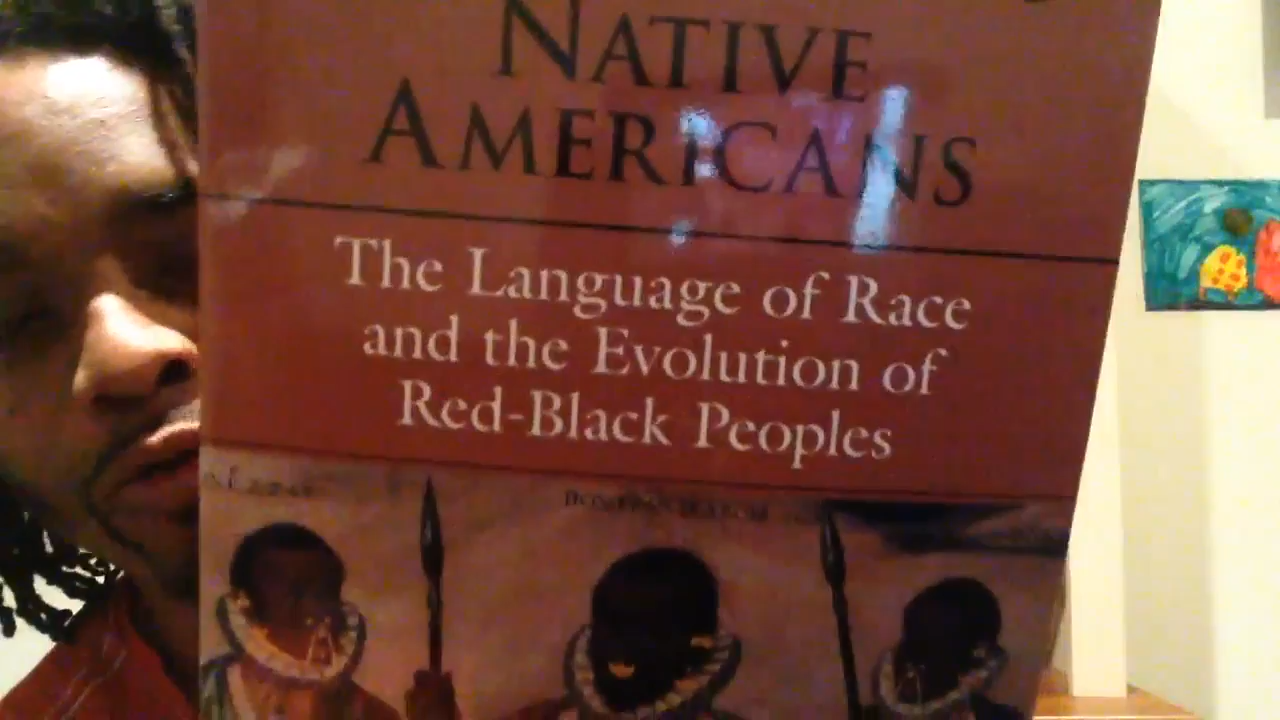 NATIVE
AMERICANS
The Language of Race
and the Evolution of
Red-Black Peoples